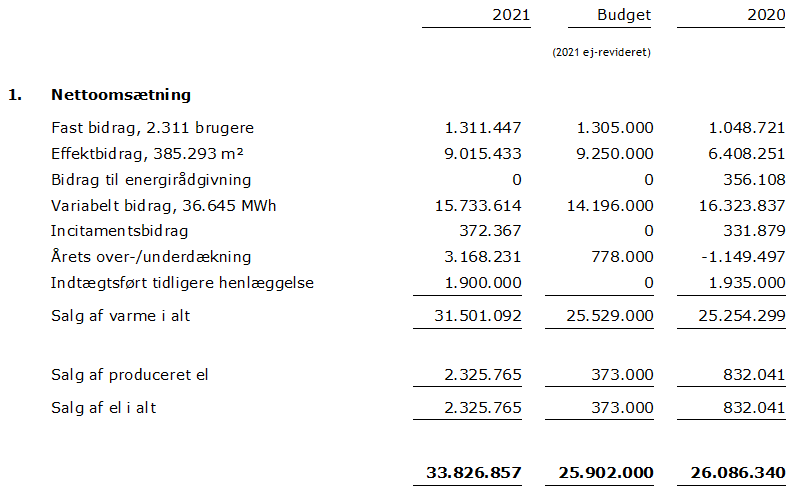 2021 Budget 2020
(2021 ej-revideret)
1. Nettoomsætning
Fast bidrag, 2.311 brugere 1.311.447 1.305.000 1.048.721
Effektbidrag, 385.293 m² 9.015.433 9.250.000 6.408.251
Bidrag til energirådgivning 0 0 356.108
Variabelt bidrag, 36.645 MWh 15.733.614 14.196.000 16.323.837
Incitamentsbidrag 372.367 0 331.879
Årets over-/underdækning 3.168.231 778.000 -1.149.497
Indtægtsført tidligere henlæggelse 1.900.000 0 1.935.000
Salg af varme i alt 31.501.092 25.529.000 25.254.299
Salg af produceret el 2.325.765 373.000 832.041
Salg af el i alt 2.325.765 373.000 832.041
33.826.857 25.902.000 26.086.340